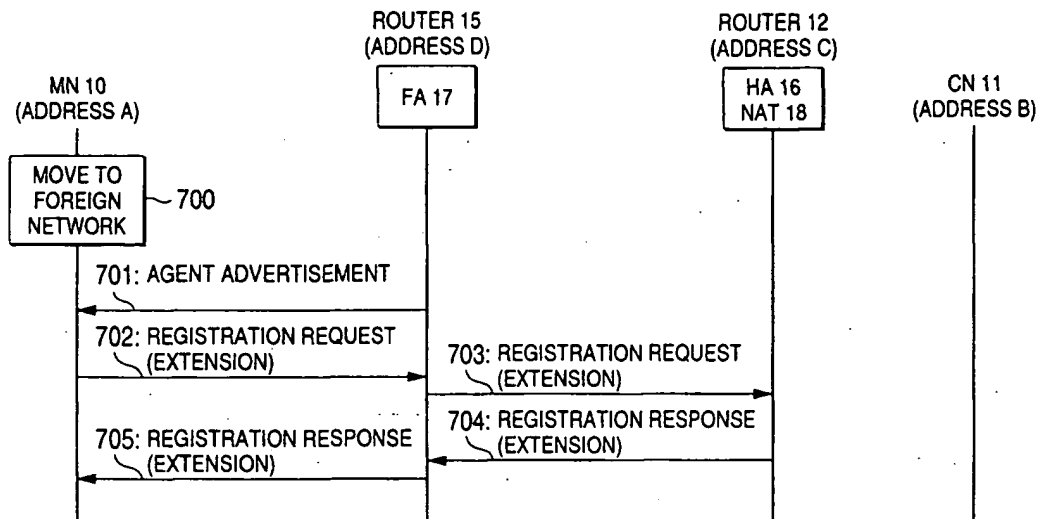 ROUTER 15
(ADDRESS D)
ROUTER 12
(ADDRESS C)
MN 10
(ADDRESS A)
FA 17
HA 16
NAT 18
CN 11
(ADDRESS B)
MOVE TO
FOREIGN
NETWORK
700
701: AGENT ADVERTISEMENT
702: REGISTRATION REQUEST
(EXTENSION)
703: REGISTRATION REQUEST
(EXTENSION)
704: REGISTRATION RESPONSE
(EXTENSION)
705: REGISTRATION RESPONSE
(EXTENSION)